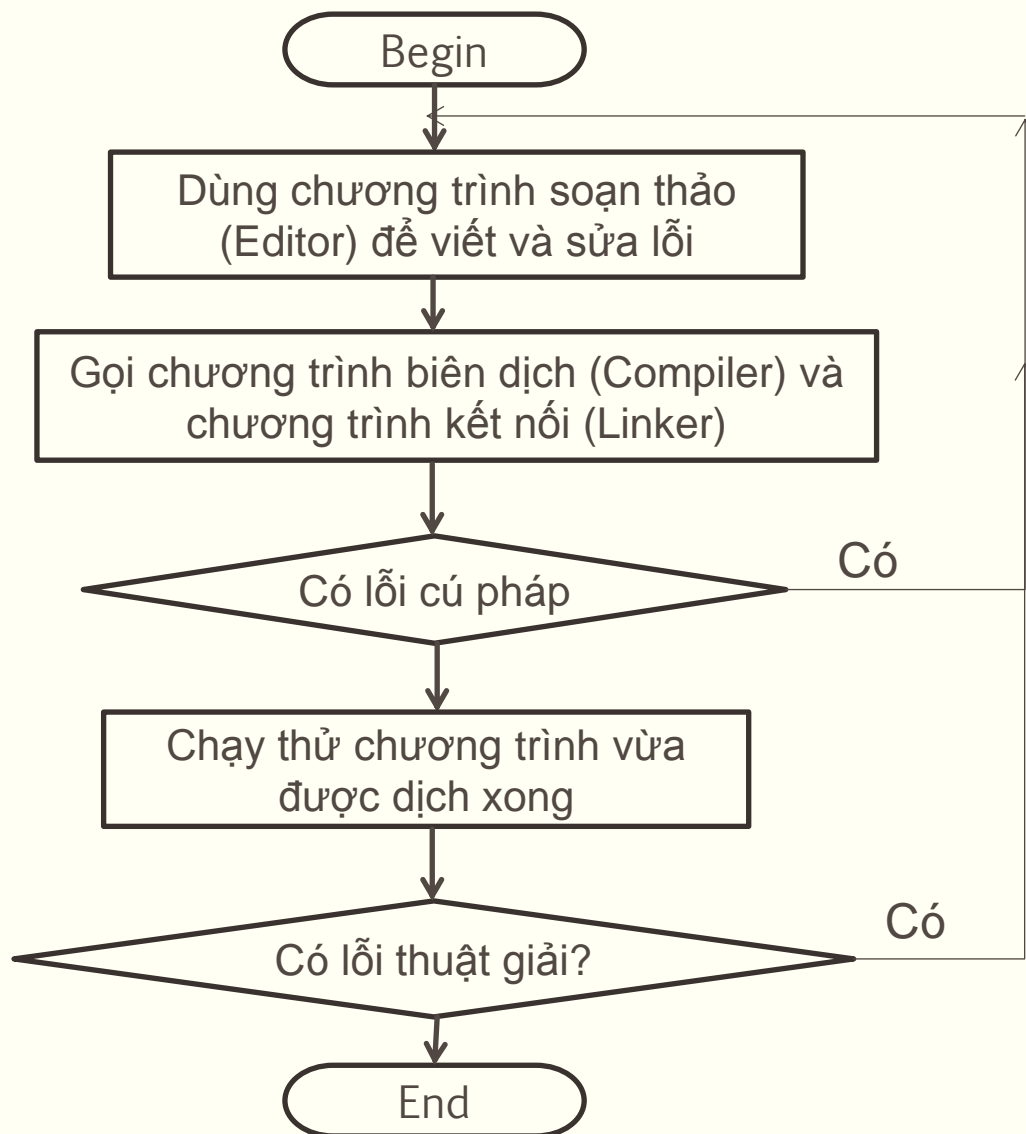 Begin
Dùng chương trình soạn thảo
(Editor) để viết và sửa lỗi
Gọi chương trình biên dịch (Compiler) và
chương trình kết nối (Linker)
Có lỗi cú pháp
Có
Chạy thử chương trình vừa
được dịch xong
Có lỗi thuật giải?
Có
End